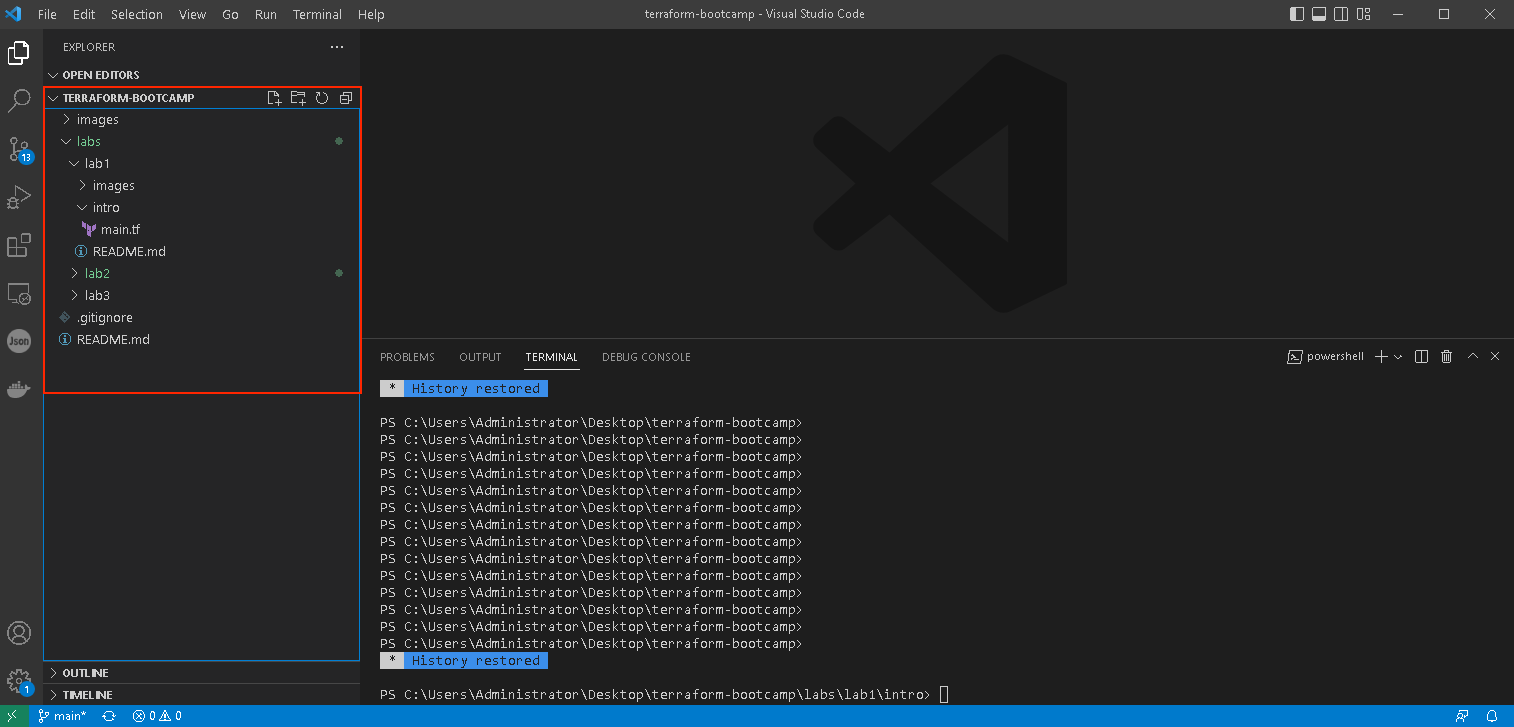 File Edit Selection View Go Run Terminal Help
terraform-bootcamp - Visual Studio Code
EXPLORER
OPEN EDITORS
TERRAFORM-BOOTCAMP
images
labs
lab1
images
intro
main.tf
README.md
lab2
lab3
.gitignore
README.md
OUTLINE
TIMELINE
13
Json
1
PROBLEMS OUTPUT TERMINAL DEBUG CONSOLE
powershell
* History restored
PS C:\Users\Administrator\Desktop\terraform-bootcamp>
PS C:\Users\Administrator\Desktop\terraform-bootcamp>
PS C:\Users\Administrator\Desktop\terraform-bootcamp>
PS C:\Users\Administrator\Desktop\terraform-bootcamp>
PS C:\Users\Administrator\Desktop\terraform-bootcamp>
PS C:\Users\Administrator\Desktop\terraform-bootcamp>
PS C:\Users\Administrator\Desktop\terraform-bootcamp>
PS C:\Users\Administrator\Desktop\terraform-bootcamp>
PS C:\Users\Administrator\Desktop\terraform-bootcamp>
PS C:\Users\Administrator\Desktop\terraform-bootcamp>
PS C:\Users\Administrator\Desktop\terraform-bootcamp>
PS C:\Users\Administrator\Desktop\terraform-bootcamp>
PS C:\Users\Administrator\Desktop\terraform-bootcamp>
PS C:\Users\Administrator\Desktop\terraform-bootcamp>
* History restored
PS C:\Users\Administrator\Desktop\terraform-bootcamp\labs\lab1\intro>
main* 0 0